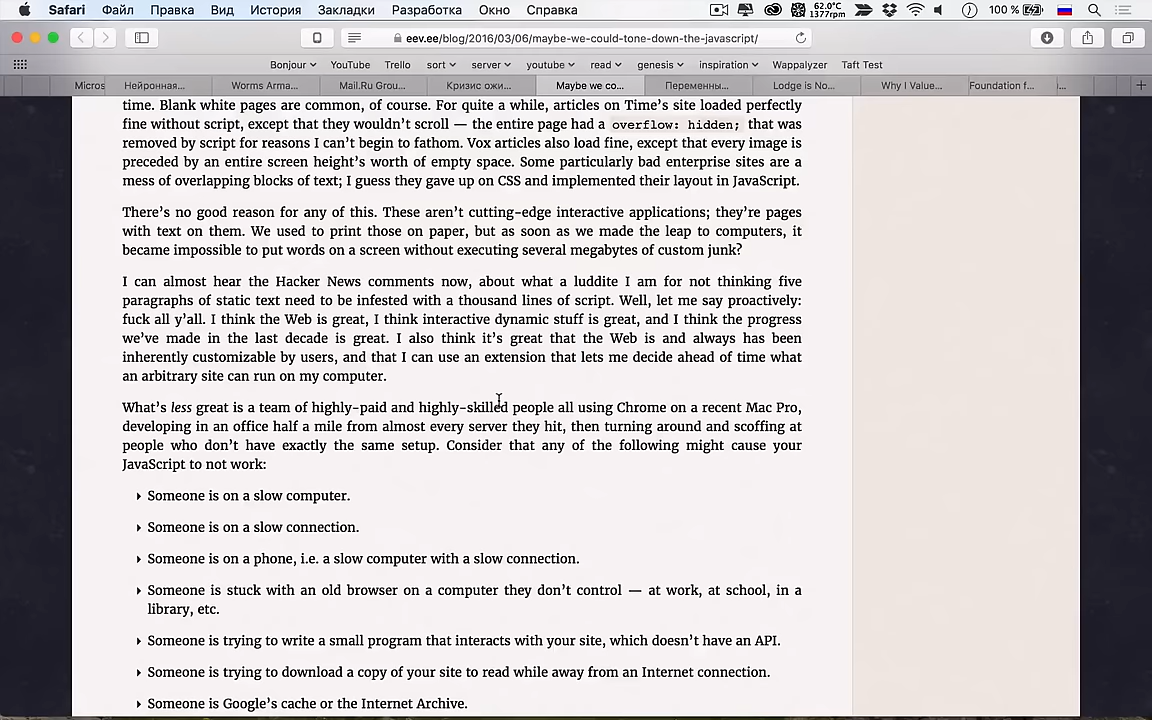 Safari Файл Правка Вид История Закладки Разработка Окно Справка 62.0°C 1377rpm 100 %
eev.ee/blog/2016/03/06/maybe-we-could-tone-down-the-javascript/
Bonjour YouTube Trello sort server youtube read genesis inspiration Wappalyzer Taft Test
Micros Нейронная... Worms Arma... Mail.Ru Grou... Кризис ожи... Maybe we co... Переменны... Lodge is No... Why I Value... Foundation f... ...
time. Blank white pages are common, of course. For quite a while, articles on Time’s site loaded perfectly
fine without script, except that they wouldn’t scroll — the entire page had a overflow: hidden; that was
removed by script for reasons I can’t begin to fathom. Vox articles also load fine, except that every image is
preceded by an entire screen height’s worth of empty space. Some particularly bad enterprise sites are a
mess of overlapping blocks of text; I guess they gave up on CSS and implemented their layout in JavaScript.
There’s no good reason for any of this. These aren’t cutting-edge interactive applications; they’re pages
with text on them. We used to print those on paper, but as soon as we made the leap to computers, it
became impossible to put words on a screen without executing several megabytes of custom junk?
I can almost hear the Hacker News comments now, about what a luddite I am for not thinking five
paragraphs of static text need to be infested with a thousand lines of script. Well, let me say proactively:
fuck all y’all. I think the Web is great, I think interactive dynamic stuff is great, and I think the progress
we’ve made in the last decade is great. I also think it’s great that the Web is and always has been
inherently customizable by users, and that I can use an extension that lets me decide ahead of time what
an arbitrary site can run on my computer.
What’s less great is a team of highly-paid and highly-skilled people all using Chrome on a recent Mac Pro,
developing in an office half a mile from almost every server they hit, then turning around and scoffing at
people who don’t have exactly the same setup. Consider that any of the following might cause your
JavaScript to not work:
Someone is on a slow computer.
Someone is on a slow connection.
Someone is on a phone, i.e. a slow computer with a slow connection.
Someone is stuck with an old browser on a computer they don’t control — at work, at school, in a
library, etc.
Someone is trying to write a small program that interacts with your site, which doesn’t have an API.
Someone is trying to download a copy of your site to read while away from an Internet connection.
Someone is Google’s cache or the Internet Archive.